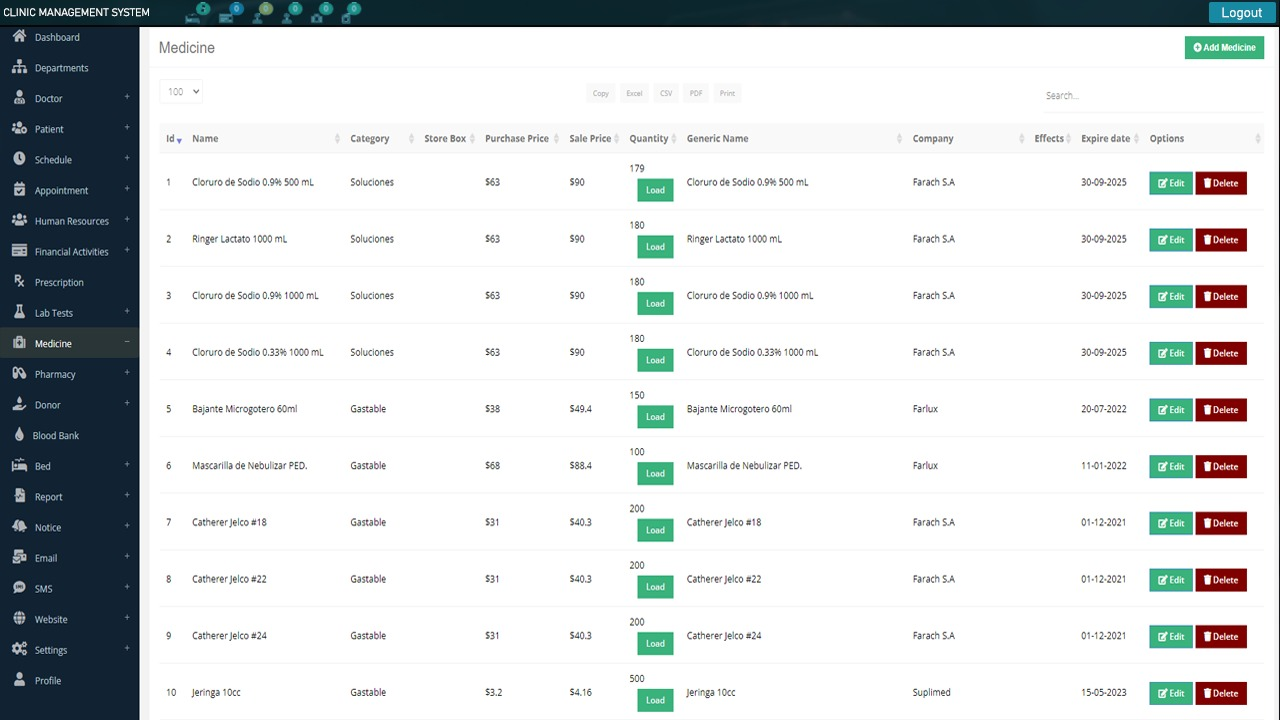 CLINIC MANAGEMENT SYSTEM
Logout
Dashboard
Departments
Doctor +
Patient +
Schedule +
Appointment +
Human Resources +
Financial Activities +
Prescription
Lab Tests +
Medicine −
Pharmacy +
Donor +
Blood Bank
Bed +
Report +
Notice +
Email +
SMS +
Website +
Settings +
Profile
Medicine
Add Medicine
100
Copy Excel CSV PDF Print
Search...
Id Name Category Store Box Purchase Price Sale Price Quantity Generic Name Company Effects Expire date Options
1 Cloruro de Sodio 0.9% 500 mL Soluciones $63 $90 179 Load Cloruro de Sodio 0.9% 500 mL Farach S.A 30-09-2025 Edit Delete
2 Ringer Lactato 1000 mL Soluciones $63 $90 180 Load Ringer Lactato 1000 mL Farach S.A 30-09-2025 Edit Delete
3 Cloruro de Sodio 0.9% 1000 mL Soluciones $63 $90 180 Load Cloruro de Sodio 0.9% 1000 mL Farach S.A 30-09-2025 Edit Delete
4 Cloruro de Sodio 0.33% 1000 mL Soluciones $63 $90 180 Load Cloruro de Sodio 0.33% 1000 mL Farach S.A 30-09-2025 Edit Delete
5 Bajante Microgotero 60ml Gastable $38 $49.4 150 Load Bajante Microgotero 60ml Farlux 20-07-2022 Edit Delete
6 Mascarilla de Nebulizar PED. Gastable $68 $88.4 100 Load Mascarilla de Nebulizar PED. Farlux 11-01-2022 Edit Delete
7 Catherer Jelco #18 Gastable $31 $40.3 200 Load Catherer Jelco #18 Farach S.A 01-12-2021 Edit Delete
8 Catherer Jelco #22 Gastable $31 $40.3 200 Load Catherer Jelco #22 Farach S.A 01-12-2021 Edit Delete
9 Catherer Jelco #24 Gastable $31 $40.3 200 Load Catherer Jelco #24 Farach S.A 01-12-2021 Edit Delete
10 Jeringa 10cc Gastable $3.2 $4.16 500 Load Jeringa 10cc Suplimed Edit Delete